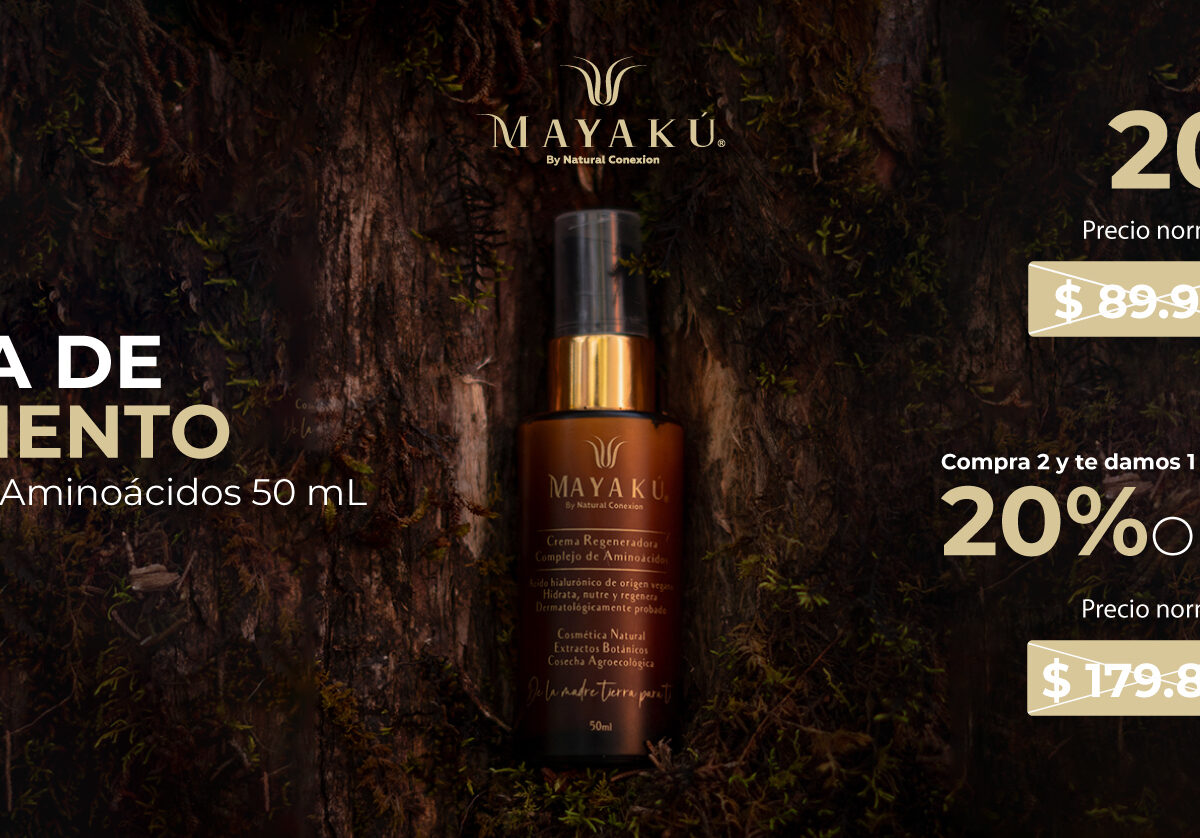 MAYAKÚ®
By Natural Conexion
A DE
IENTO
Aminoácidos 50 mL
MAYAKÚ®
By Natural Conexion
Crema Regeneradora
Complejo de Aminoácidos
Ácido hialurónico de origen vegano
Hidrata, nutre y regenera
Dermatológicamente probado
Cosmética Natural
Extractos Botánicos
Cosecha Agroecológica
De la madre tierra para ti
50ml
20
Precio norm
$ 89.9
Compra 2 y te damos 1
20% O
Precio norm
$ 179.8